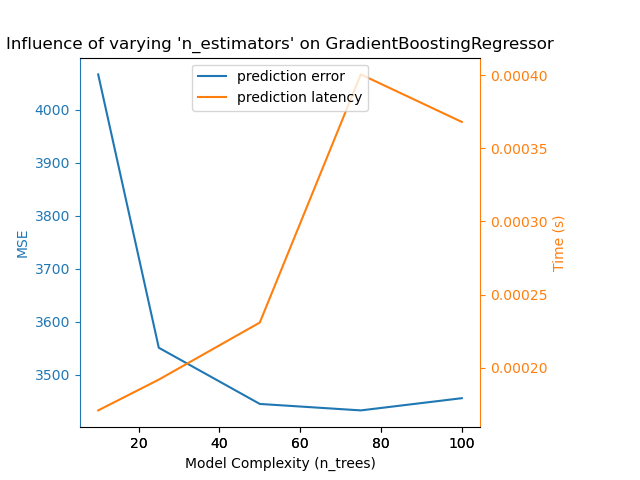 Influence of varying 'n_estimators' on GradientBoostingRegressor
prediction error
prediction latency
4000
3900
3800
3700
3600
3500
MSE
0.00040
0.00035
0.00030
0.00025
0.00020
Time (s)
20 40 60 80 100
Model Complexity (n_trees)